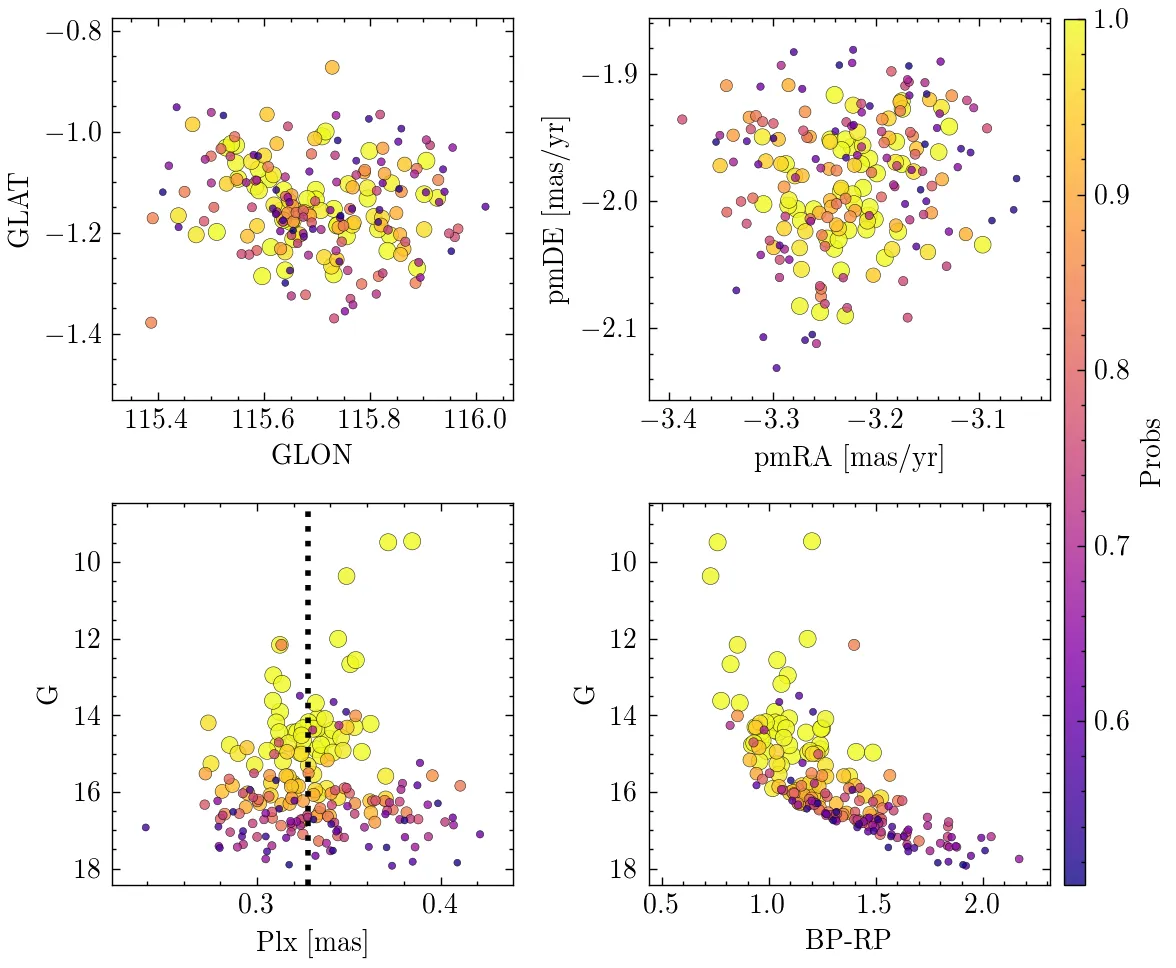 −0.8
−1.0
−1.2
−1.4
GLAT
115.4 115.6 115.8 116.0
GLON
−1.9
−2.0
−2.1
pmDE [mas/yr]
−3.4 −3.3 −3.2 −3.1
pmRA [mas/yr]
1.0
0.9
0.8
0.7
0.6
Probs
10
12
14
16
18
G
0.3 0.4
Plx [mas]
10
12
14
16
18
G
0.5 1.0 1.5 2.0
BP-RP